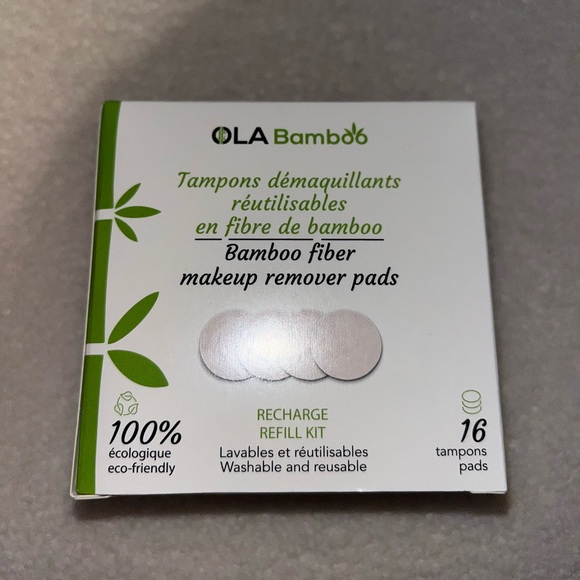 OLA Bamboo
Tampons démaquillants
réutilisables
en fibre de bamboo
Bamboo fiber
makeup remover pads
RECHARGE
REFILL KIT
Lavables et réutilisables
Washable and reusable
100%
écologique
eco-friendly
16
tampons
pads